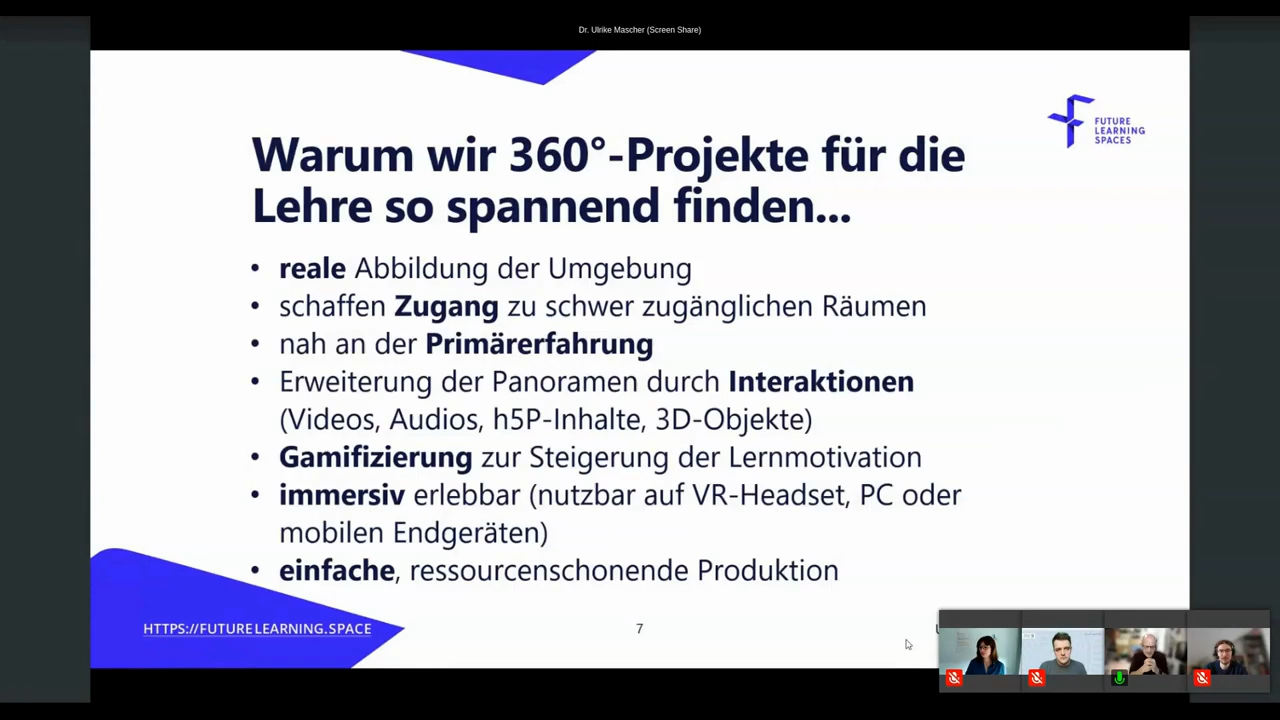 Dr. Ulrike Mascher (Screen Share)
FUTURE
LEARNING
SPACES
Warum wir 360°-Projekte für die
Lehre so spannend finden...
• reale Abbildung der Umgebung
• schaffen Zugang zu schwer zugänglichen Räumen
• nah an der Primärerfahrung
• Erweiterung der Panoramen durch Interaktionen
(Videos, Audios, h5P-Inhalte, 3D-Objekte)
• Gamifizierung zur Steigerung der Lernmotivation
• immersiv erlebbar (nutzbar auf VR-Headset, PC oder
mobilen Endgeräten)
• einfache, ressourcenschonende Produktion
HTTPS://FUTURELEARNING.SPACE
7